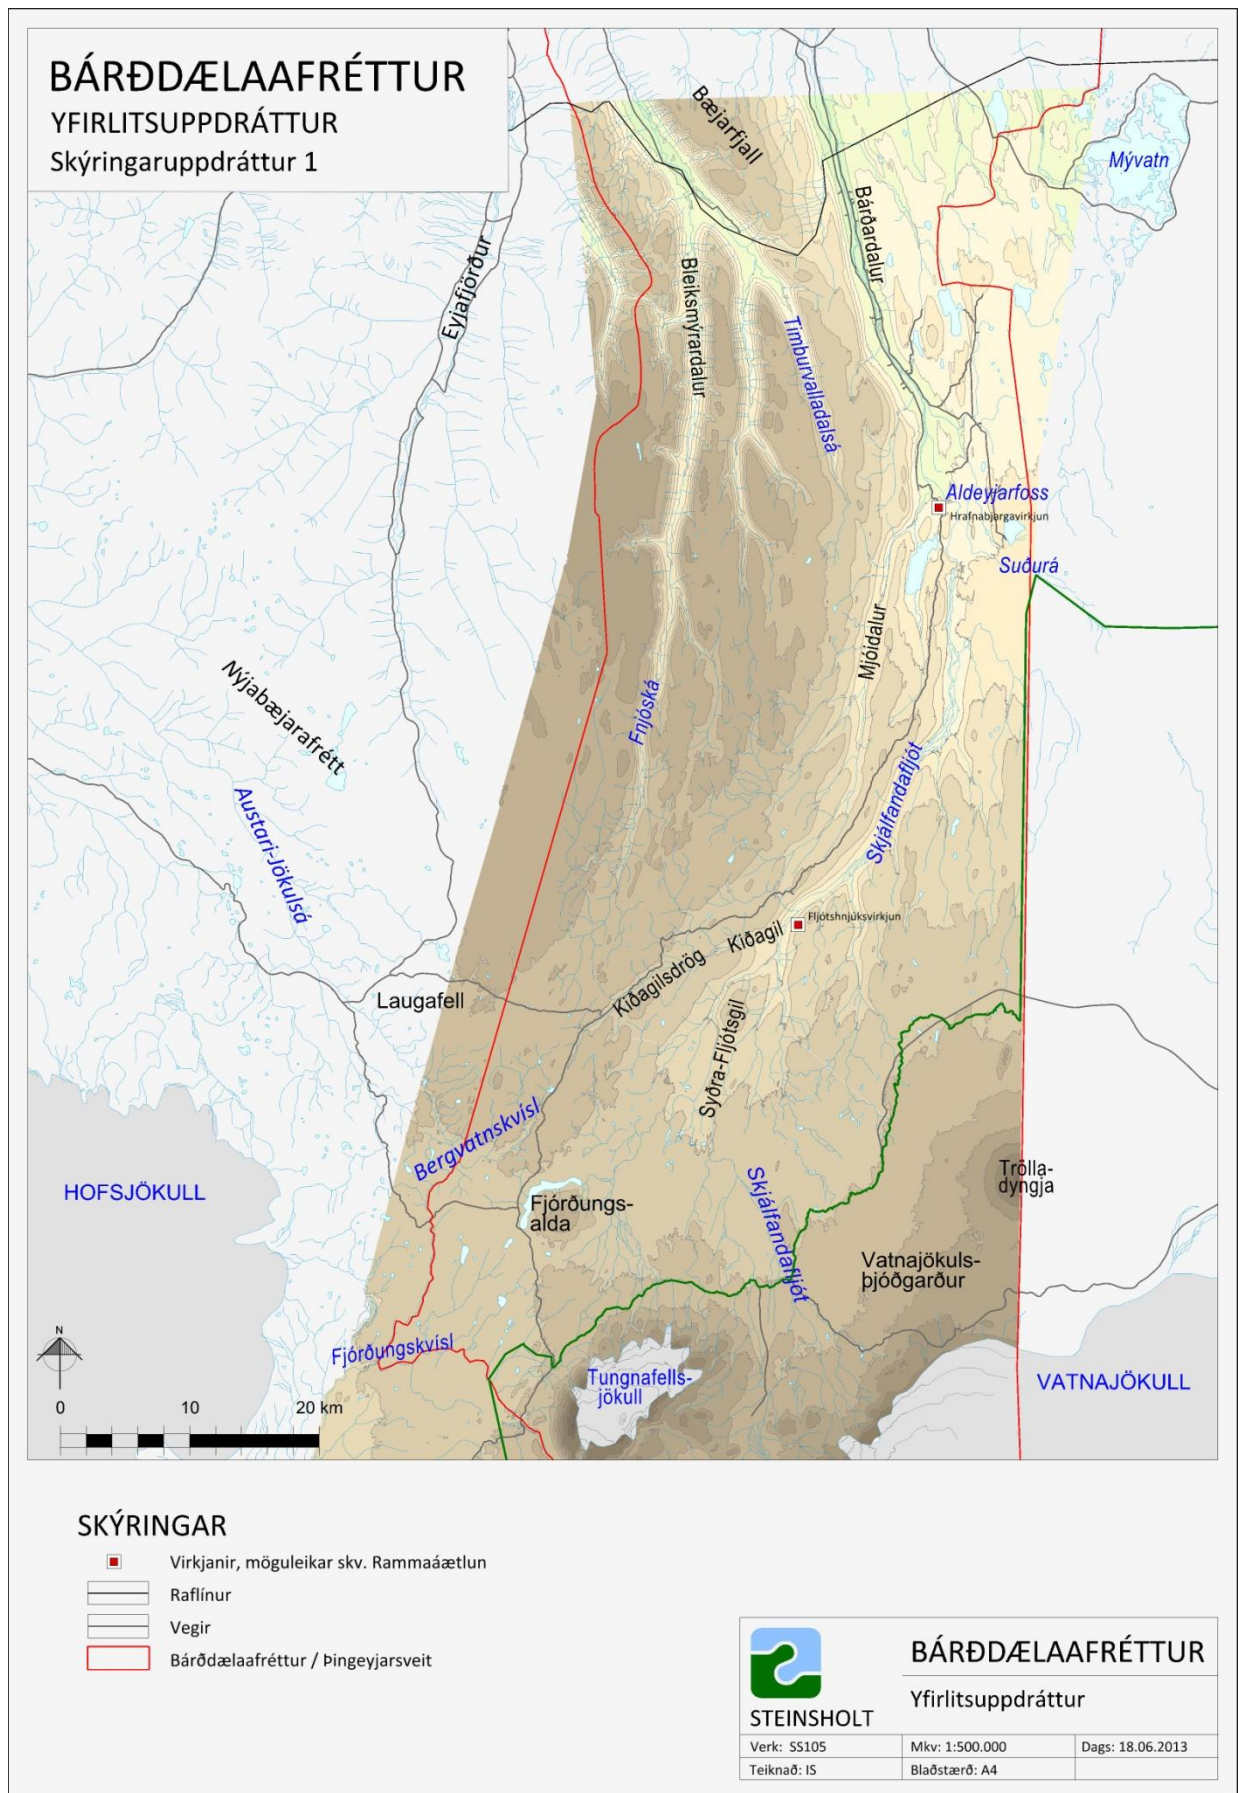 BÁRÐDÆLAAFRÉTTUR
YFIRLITSUPPDRÁTTUR
Skýringaruppdráttur 1
Bæjarfjall
Mývatn
Bárðardalur
Eyjafjörður
Bleiksmýrardalur
Timburvalladalsá
Aldeyjarfoss
Hrafnabjargavirkjun
Suðurá
Mjóidalur
Nýjabæjarafrétt
Fnjóská
Skjálfandafljót
Austari-Jökulsá
Fljótshnjúksvirkjun
Kiðagil
Kiðagilsdrög
Laugafell
Syðra-Fljótsgil
Bergvatnskvísl
Trölla-
dyngja
HOFSJÖKULL
Fjórðungs-
alda
Skjálfandafljót
Vatnajökuls-
þjóðgarður
Fjórðungskvísl
Tungnafells-
jökull
VATNAJÖKULL
N
0 10 20 km
SKÝRINGAR
Virkjanir, möguleikar skv. Rammaáætlun
Raflínur
Vegir
Bárðdælaafréttur / Þingeyjarsveit
STEINSHOLT
BÁRÐDÆLAAFRÉTTUR
Yfirlitsuppdráttur
Verk: SS105 Mkv: 1:500.000 Dags: 18.06.2013
Teiknað: IS Blaðstærð: A4